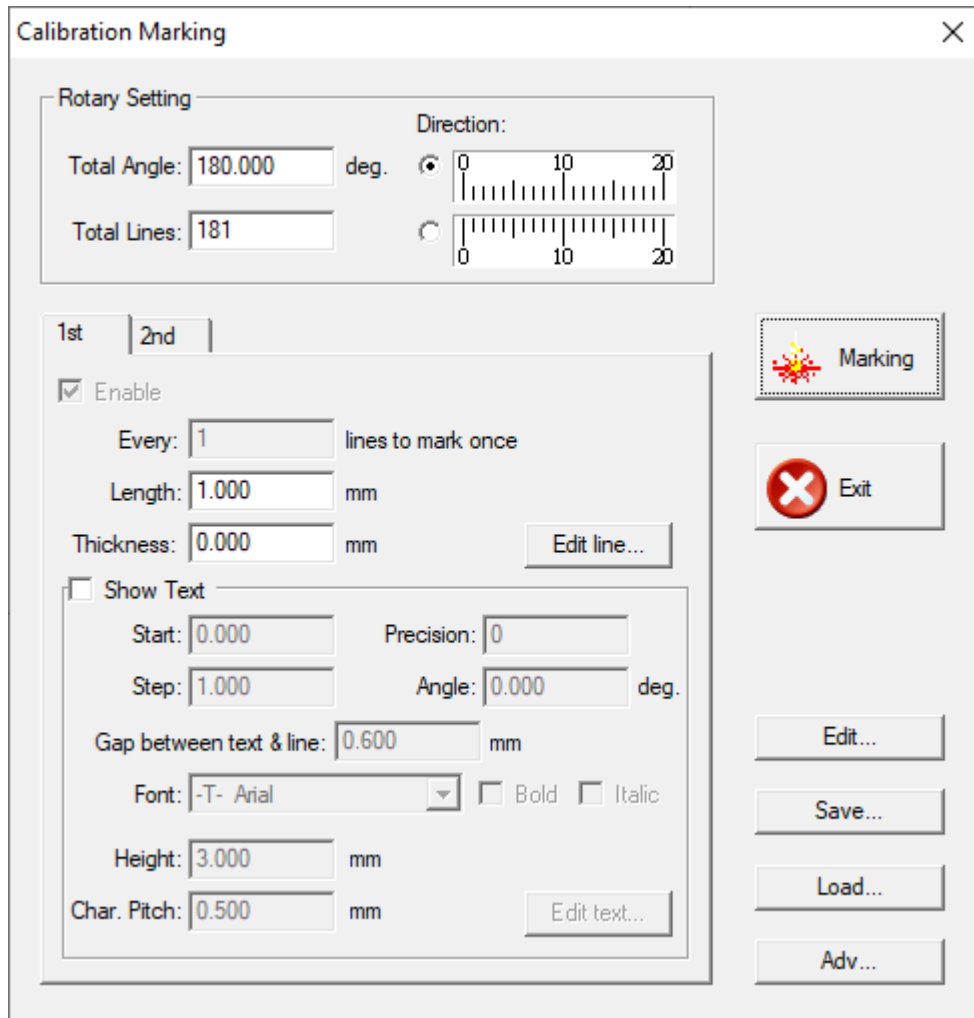 Calibration Marking
Rotary Setting
Direction:
Total Angle: 180.000 deg.
0 10 20
Total Lines: 181
0 10 20
1st 2nd
Marking
Enable
Every: 1 lines to mark once
Length: 1.000 mm
Exit
Thickness: 0.000 mm Edit line...
Show Text
Start: 0.000 Precision: 0
Step: 1.000 Angle: 0.000 deg.
Gap between text & line: 0.600 mm
Edit...
Font: -T- Arial Bold Italic
Save...
Height: 3.000 mm
Load...
Char. Pitch: 0.500 mm Edit text...
Adv...